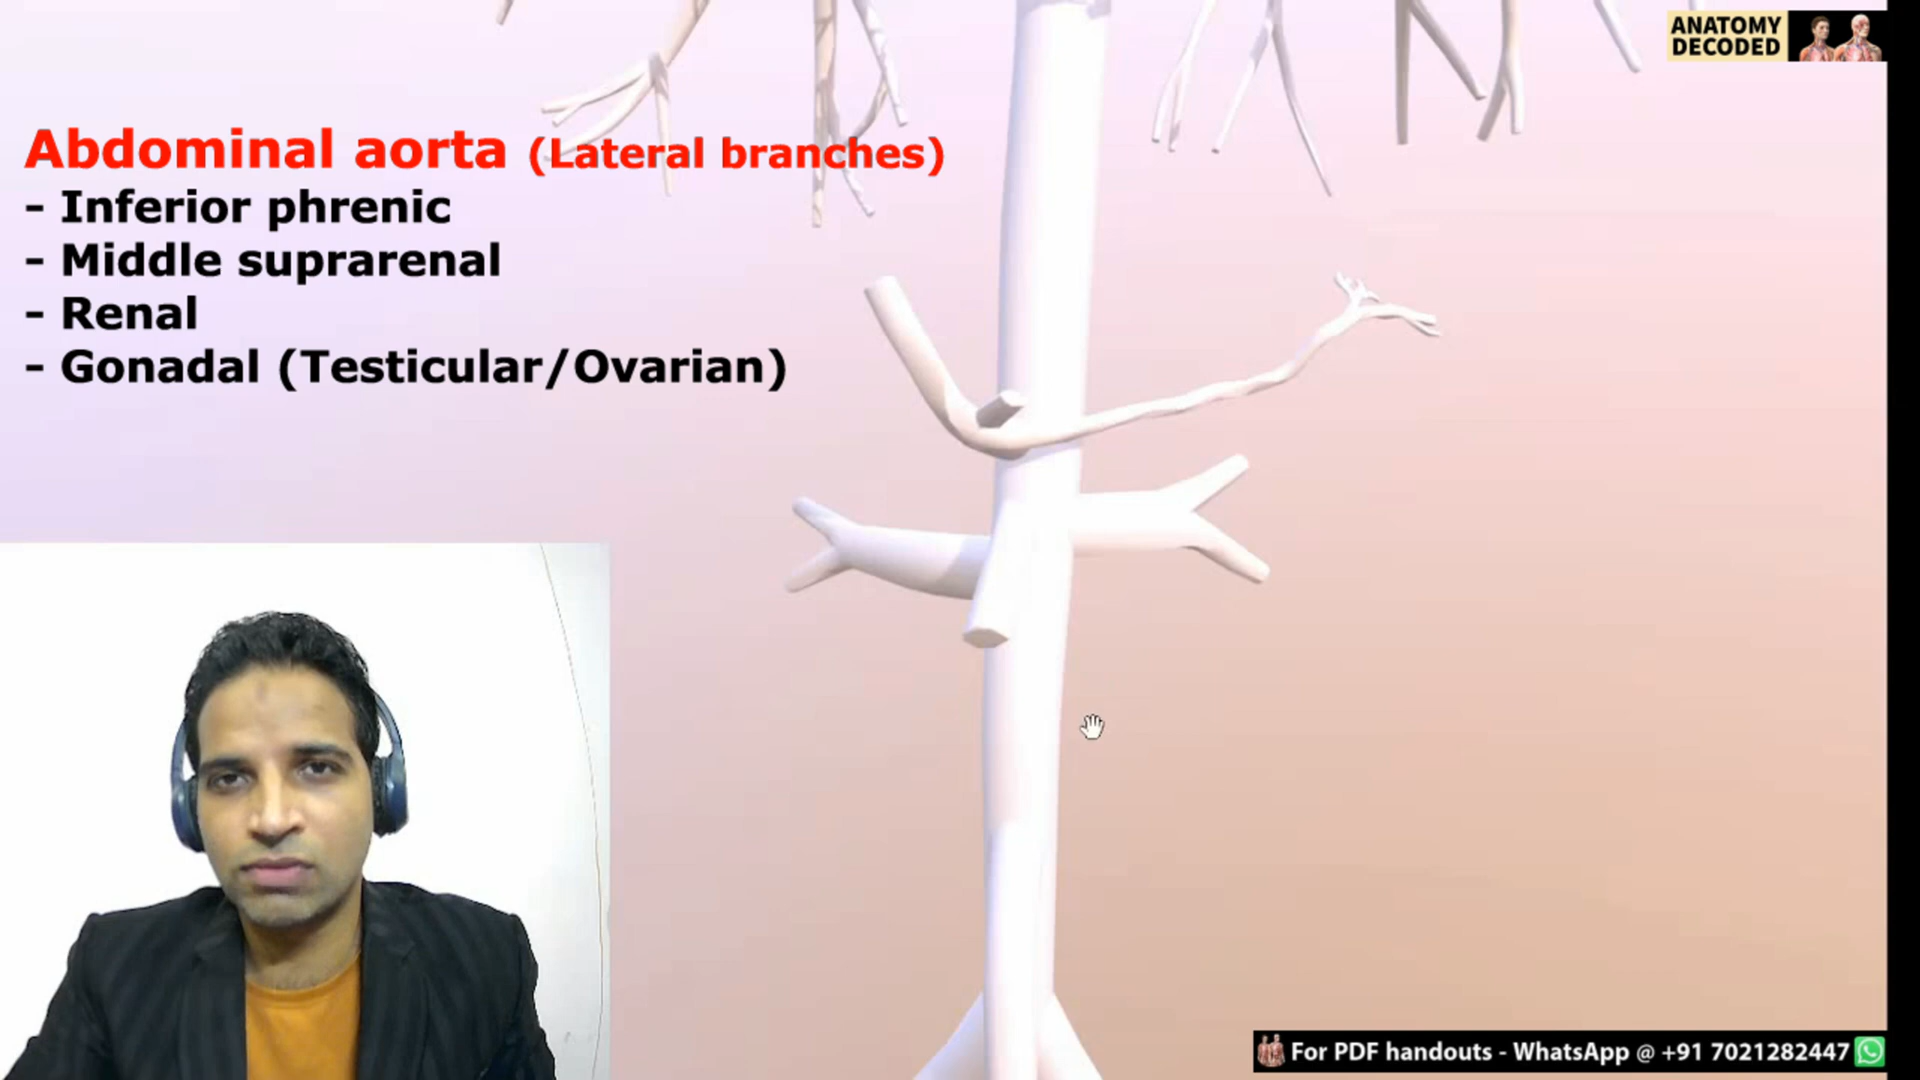 ANATOMY
DECODED
Abdominal aorta (Lateral branches)
- Inferior phrenic
- Middle suprarenal
- Renal
- Gonadal (Testicular/Ovarian)
For PDF handouts - WhatsApp @ +91 7021282447